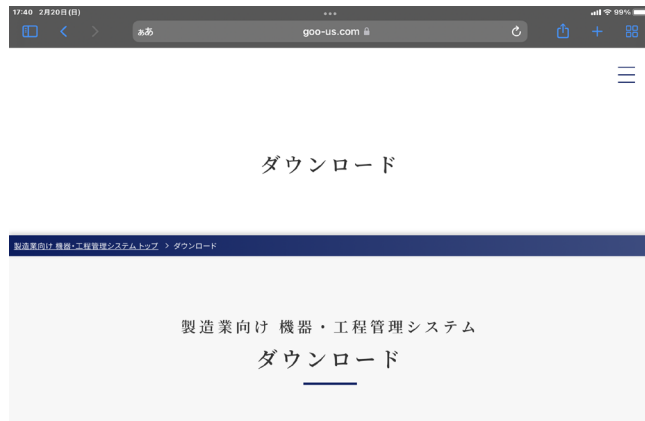 17:40 2月20日(日)
99%
ぁあ
goo-us.com
ダウンロード
製造業向け 機器・工程管理システムトップ > ダウンロード
製造業向け 機器・工程管理システム
ダウンロード